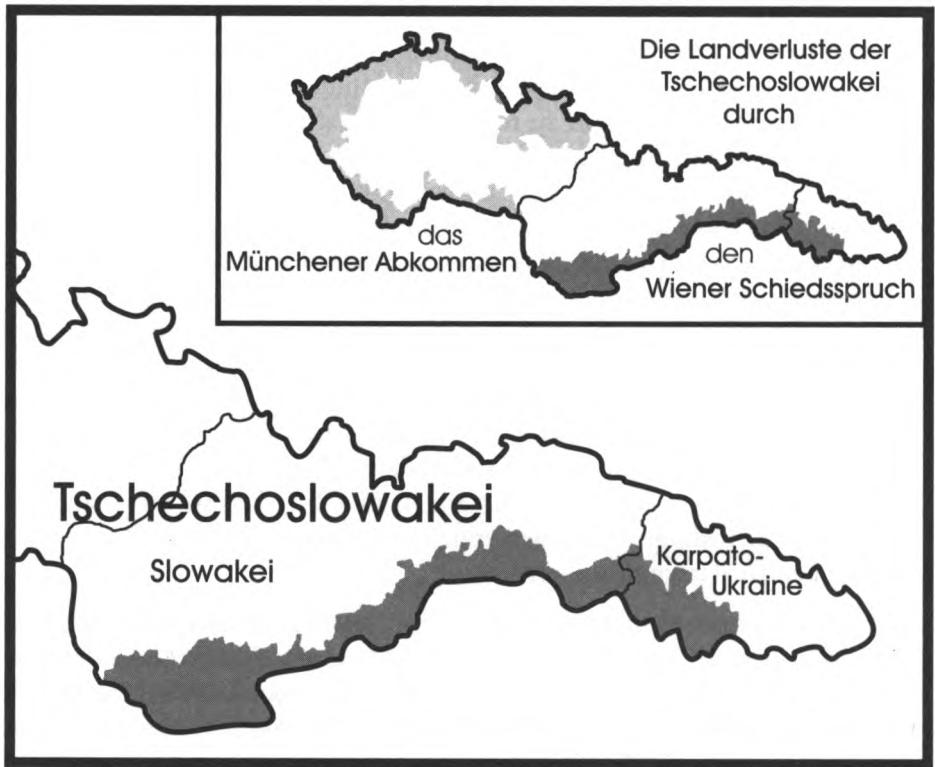 Die Landverluste der
Tschechoslowakei
durch
das
Münchener Abkommen
den
Wiener Schiedsspruch
Tschechoslowakei
Slowakei
Karpato-
Ukraine